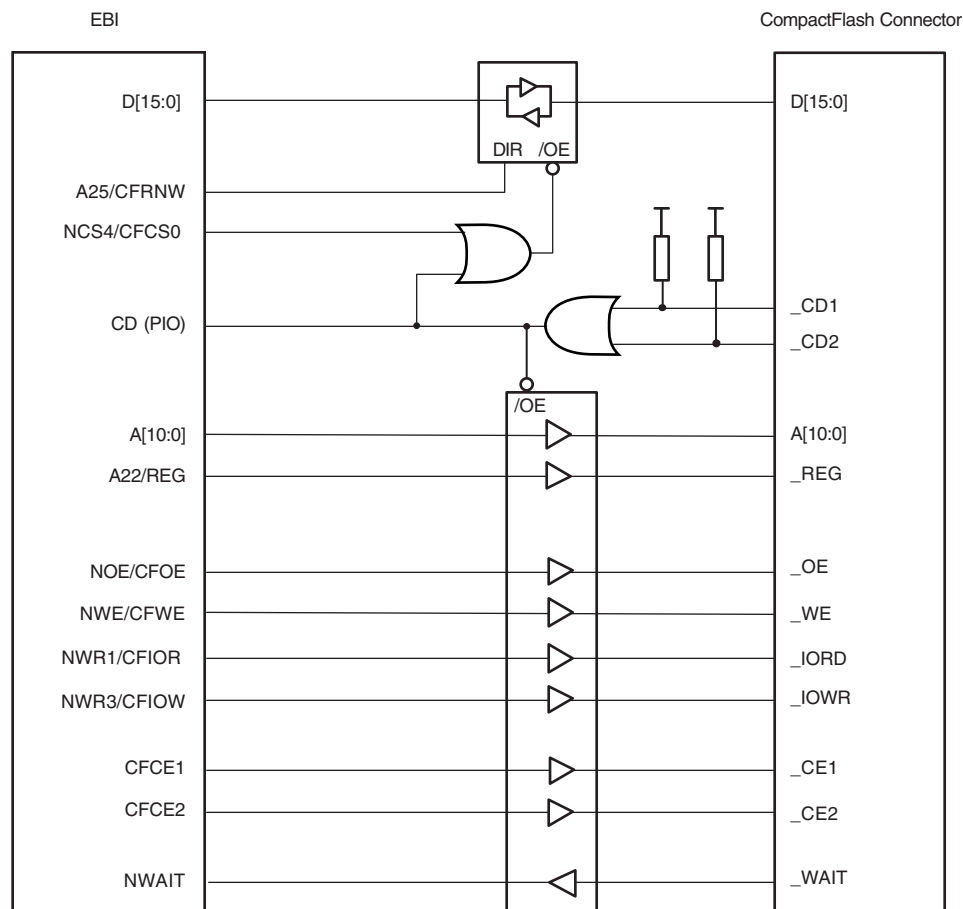 EBI
CompactFlash Connector
D[15:0]
D[15:0]
DIR /OE
A25/CFRNW
NCS4/CFCS0
_CD1
CD (PIO)
_CD2
/OE
A[10:0]
A[10:0]
A22/REG
_REG
NOE/CFOE
_OE
NWE/CFWE
_WE
NWR1/CFIOR
_IORD
NWR3/CFIOW
_IOWR
CFCE1
_CE1
CFCE2
_CE2
NWAIT
_WAIT